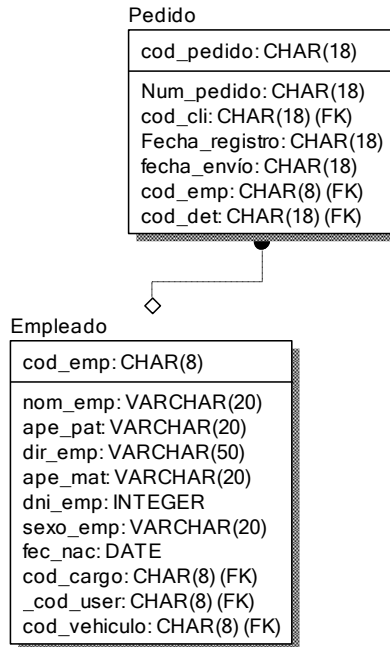 Pedido
cod_pedido: CHAR(18)
Num_pedido: CHAR(18)
cod_cli: CHAR(18) (FK)
Fecha_registro: CHAR(18)
fecha_envío: CHAR(18)
cod_emp: CHAR(8) (FK)
cod_det: CHAR(18) (FK)
Empleado
cod_emp: CHAR(8)
nom_emp: VARCHAR(20)
ape_pat: VARCHAR(20)
dir_emp: VARCHAR(50)
ape_mat: VARCHAR(20)
dni_emp: INTEGER
sexo_emp: VARCHAR(20)
fec_nac: DATE
cod_cargo: CHAR(8) (FK)
_cod_user: CHAR(8) (FK)
cod_vehiculo: CHAR(8) (FK)